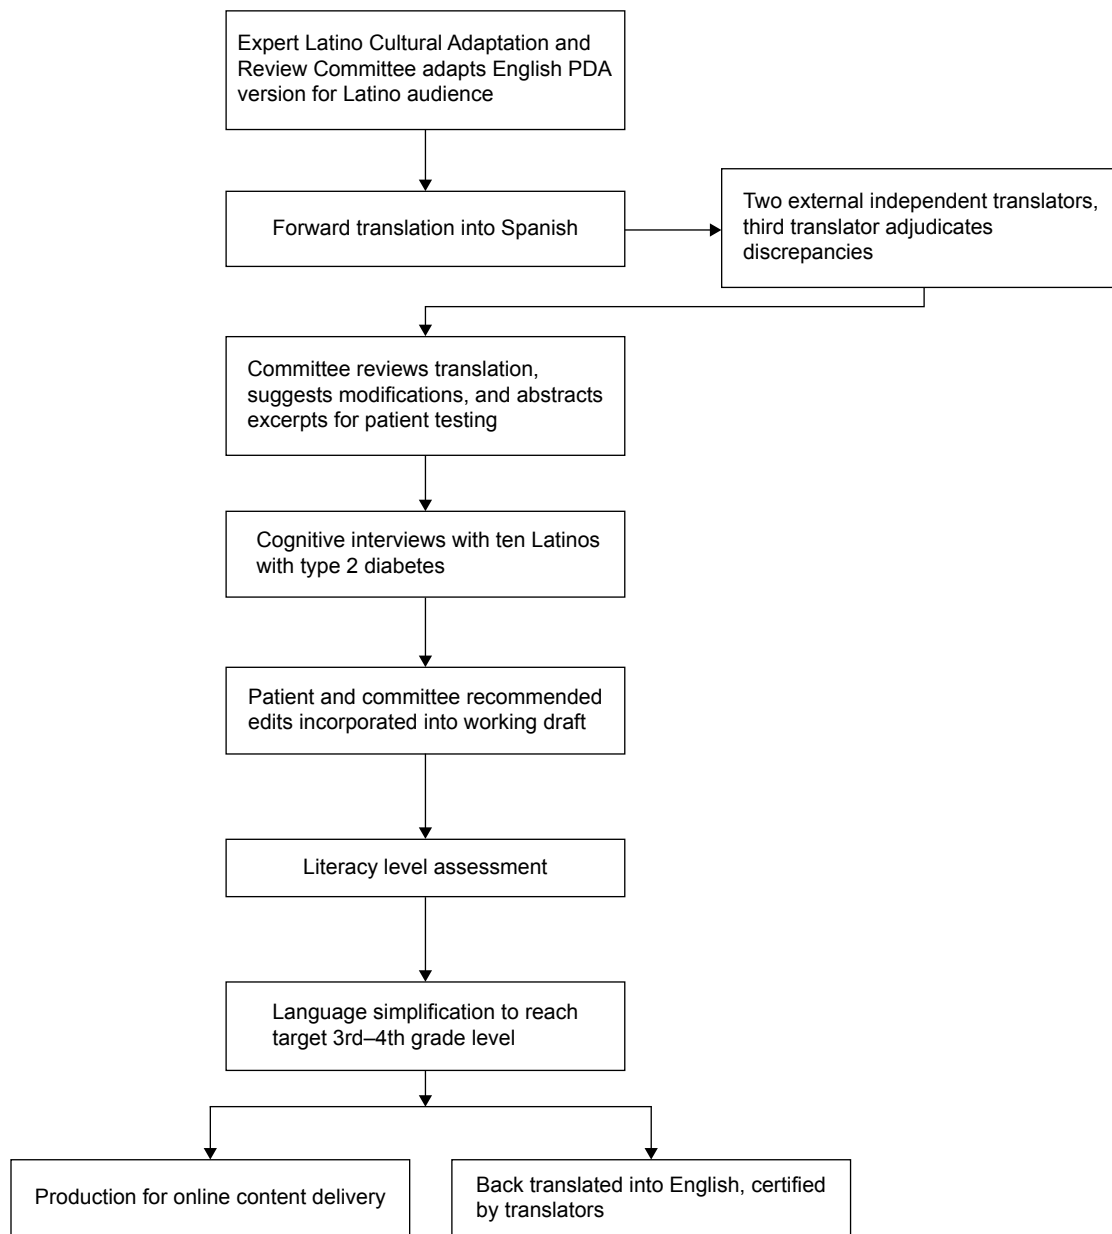 Expert Latino Cultural Adaptation and
Review Committee adapts English PDA
version for Latino audience
Forward translation into Spanish
Two external independent translators,
third translator adjudicates
discrepancies
Committee reviews translation,
suggests modifications, and abstracts
excerpts for patient testing
Cognitive interviews with ten Latinos
with type 2 diabetes
Patient and committee recommended
edits incorporated into working draft
Literacy level assessment
Language simplification to reach
target 3rd–4th grade level
Production for online content delivery
Back translated into English, certified
by translators